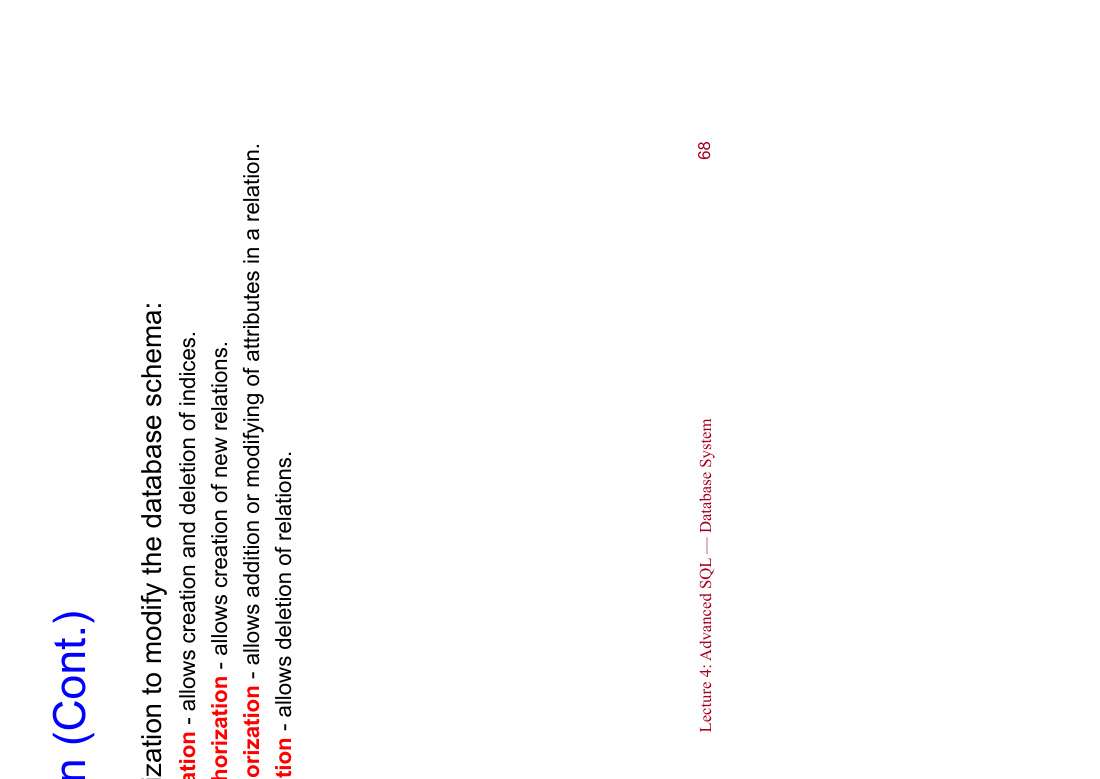 n (Cont.)
ization to modify the database schema:
ation - allows creation and deletion of indices.
horization - allows creation of new relations.
orization - allows addition or modifying of attributes in a relation.
tion - allows deletion of relations.
Lecture 4: Advanced SQL — Database System
68